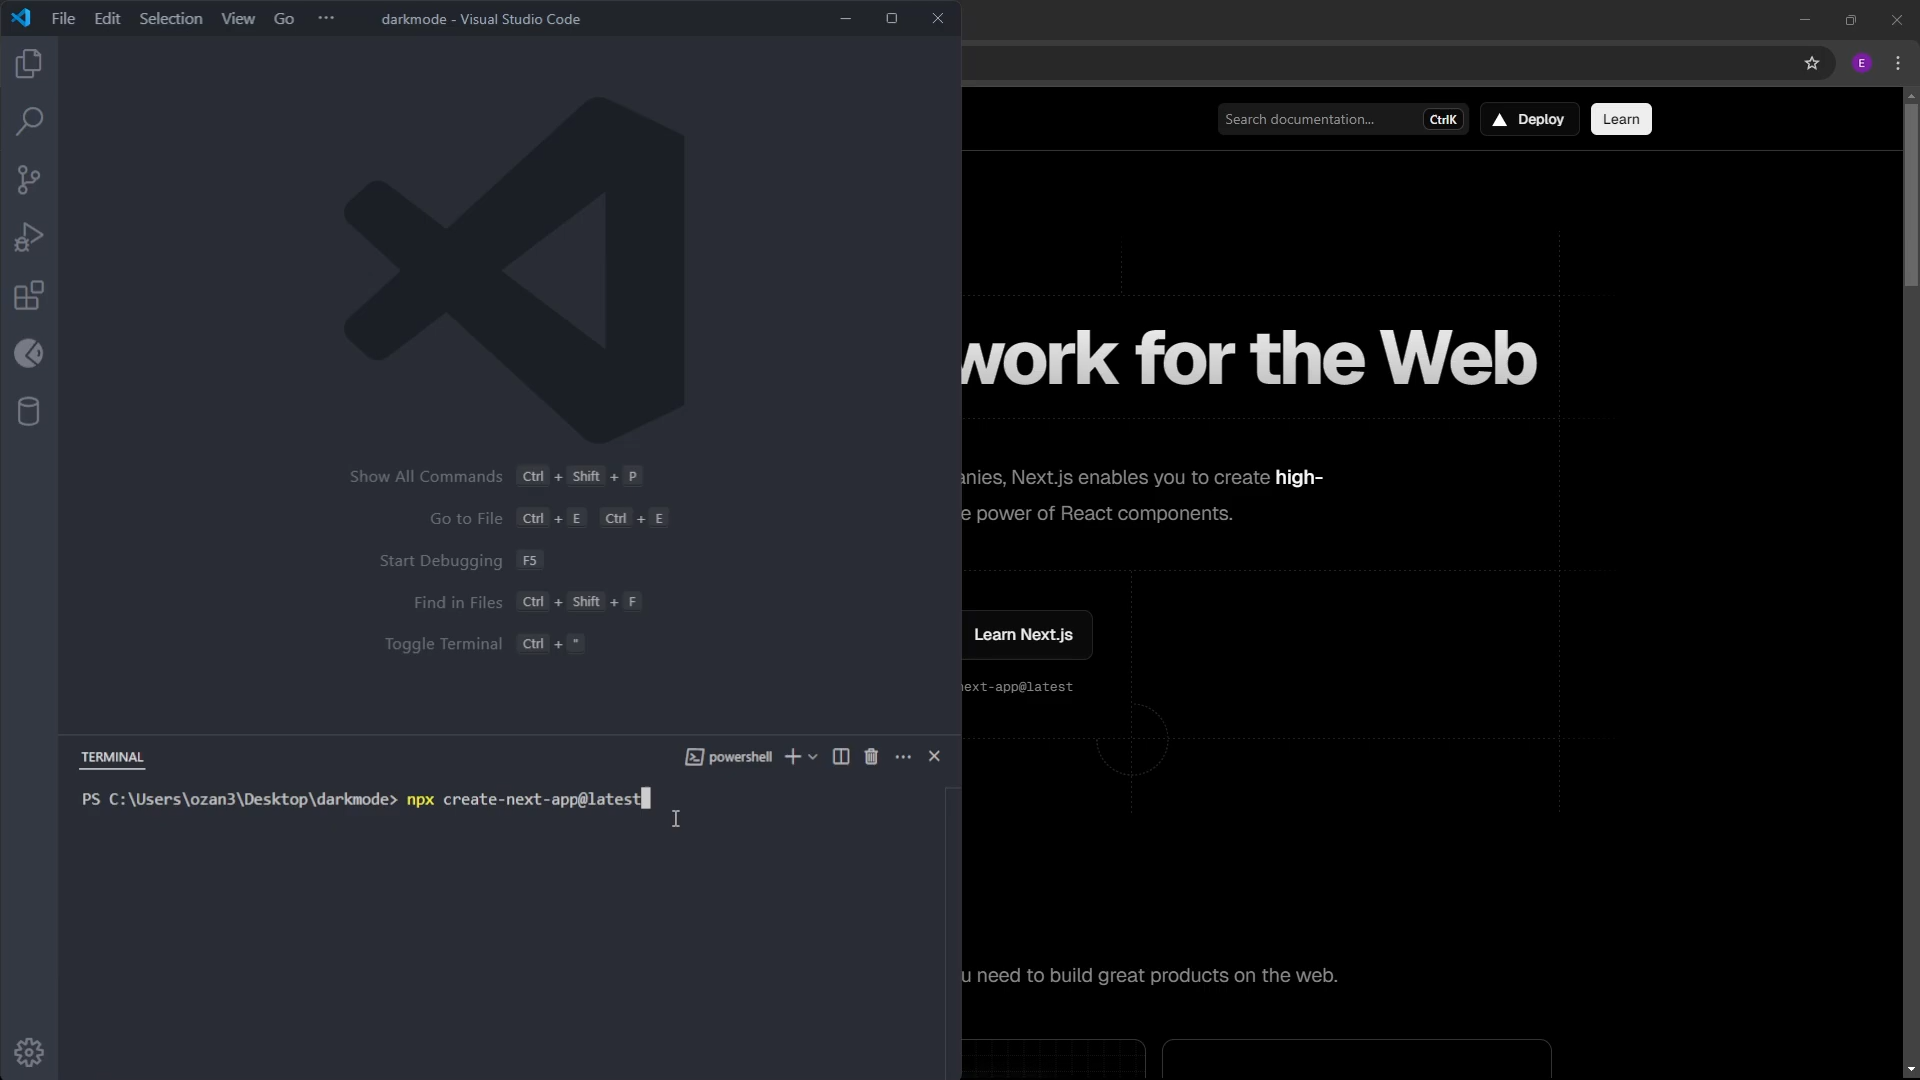 File Edit Selection View Go ··· darkmode - Visual Studio Code
E
Search documentation... CtrlK Deploy Learn
work for the Web
anies, Next.js enables you to create high-
e power of React components.
Learn Next.js
next-app@latest
u need to build great products on the web.
Show All Commands Ctrl + Shift + P
Go to File Ctrl + E Ctrl + E
Start Debugging F5
Find in Files Ctrl + Shift + F
Toggle Terminal Ctrl + "
TERMINAL
powershell
PS C:\Users\ozan3\Desktop\darkmode> npx create-next-app@latest